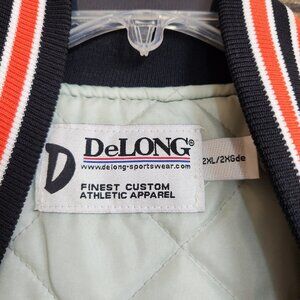 D
DeLONG®
www.delong-sportswear.com
2XL/2XGde
FINEST CUSTOM
ATHLETIC APPAREL